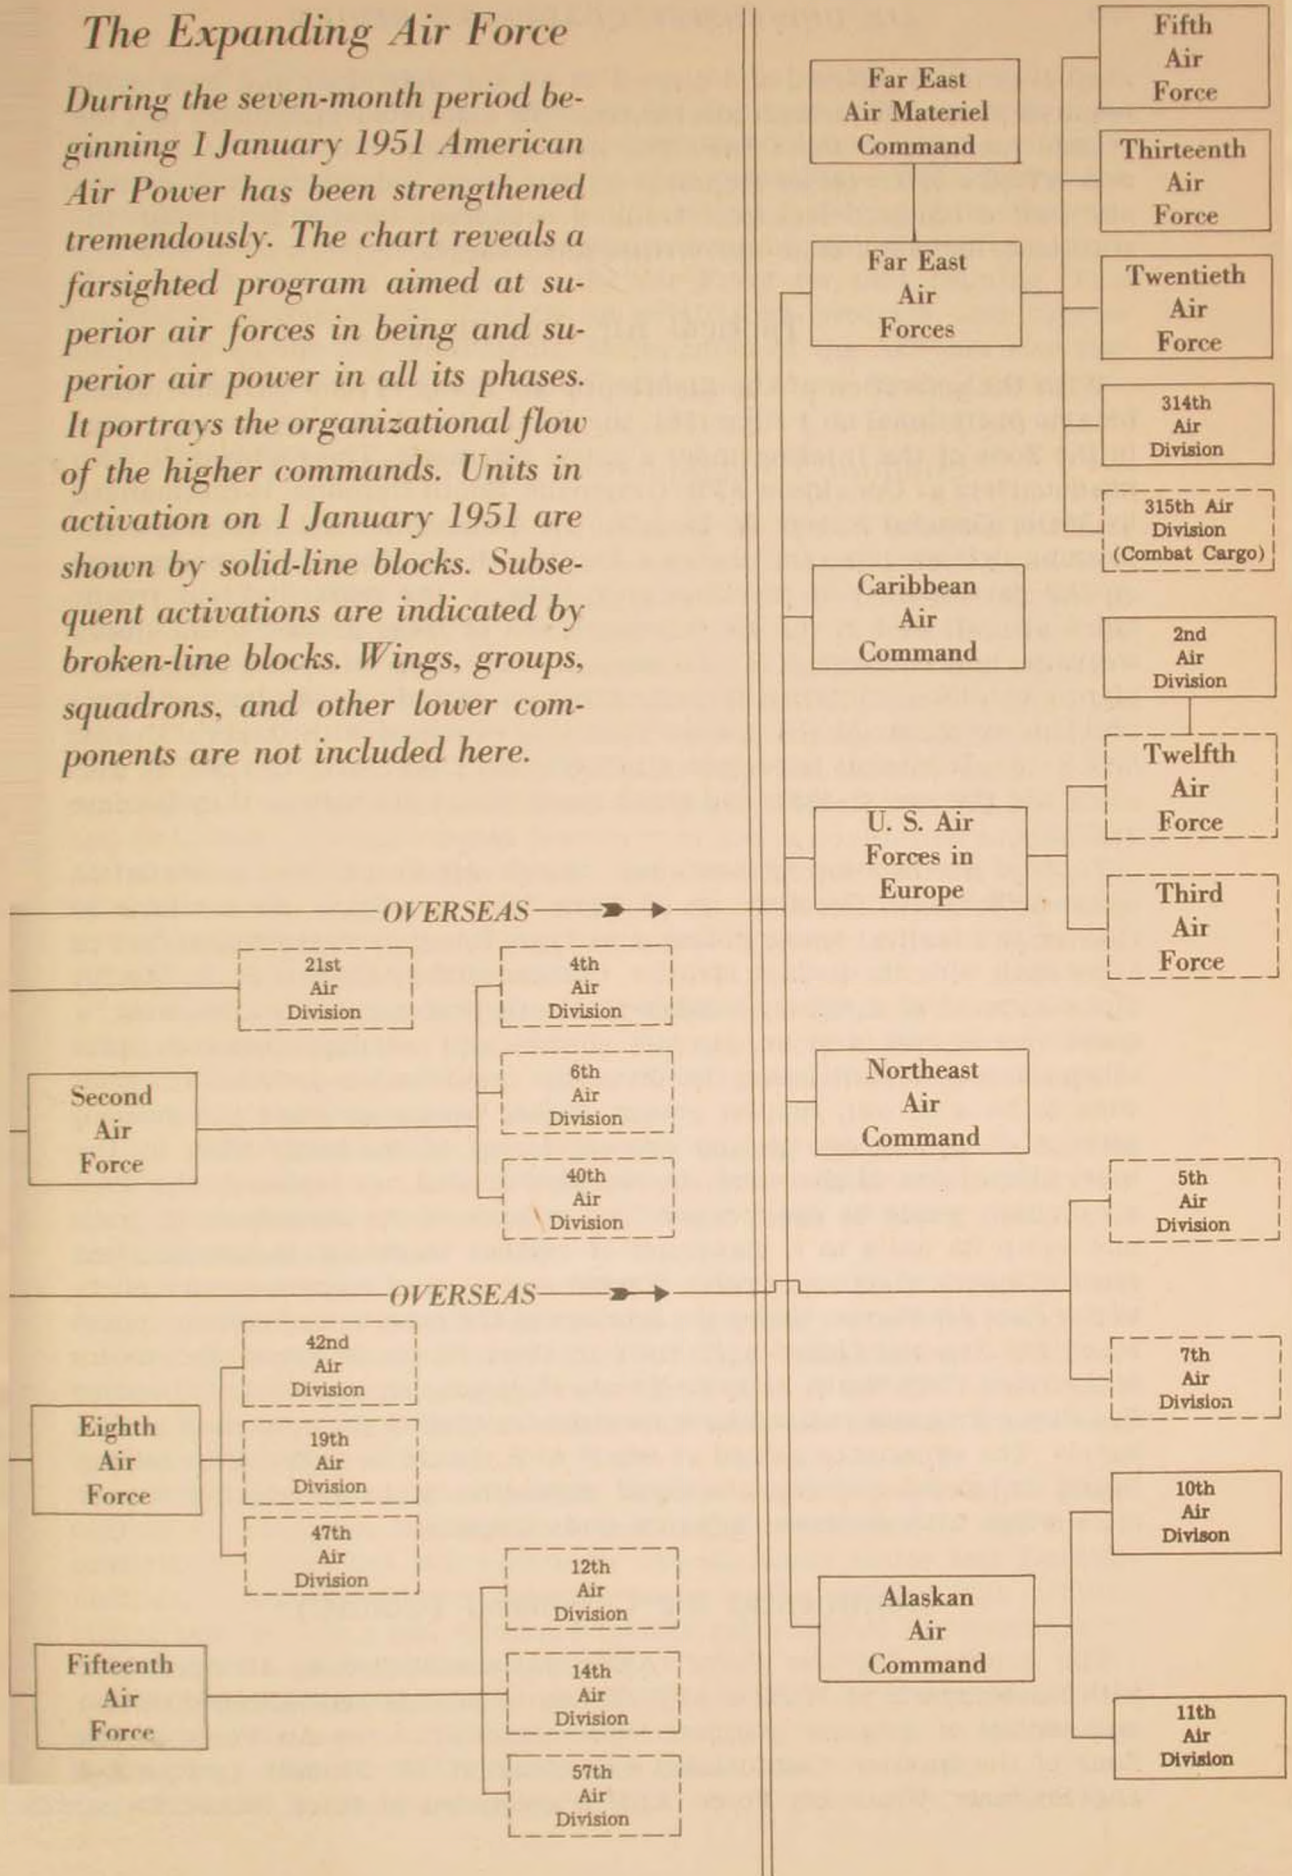 The Expanding Air Force
During the seven-month period be-
ginning 1 January 1951 American
Air Power has been strengthened
tremendously. The chart reveals a
farsighted program aimed at su-
perior air forces in being and su-
perior air power in all its phases.
It portrays the organizational flow
of the higher commands. Units in
activation on 1 January 1951 are
shown by solid-line blocks. Subse-
quent activations are indicated by
broken-line blocks. Wings, groups,
squadrons, and other lower com-
ponents are not included here.
OVERSEAS
21st
Air
Division
4th
Air
Division
Second
Air
Force
6th
Air
Division
40th
Air
Division
OVERSEAS
42nd
Air
Division
Eighth
Air
Force
19th
Air
Division
47th
Air
Division
12th
Air
Division
Fifteenth
Air
Force
14th
Air
Division
57th
Air
Division
Far East
Air Materiel
Command
Fifth
Air
Force
Thirteenth
Air
Force
Far East
Air
Forces
Twentieth
Air
Force
314th
Air
Division
315th Air
Division
(Combat Cargo)
Caribbean
Air
Command
2nd
Air
Division
Twelfth
Air
Force
U. S. Air
Forces in
Europe
Third
Air
Force
Northeast
Air
Command
5th
Air
Division
7th
Air
Division
10th
Air
Divison
Alaskan
Air
Command
11th
Air
Division